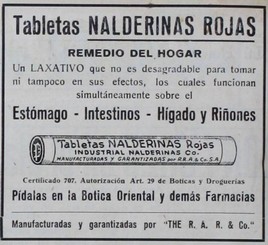 Tabletas NALDERINAS ROJAS
REMEDIO DEL HOGAR
Un LAXATIVO que no es desagradable para tomar
ni tampoco en sus efectos, los cuales funcionan
simultáneamente sobre el
Estómago - Intestinos - Hígado y Riñones
Tabletas NALDERINAS Rojas
INDUSTRIAL NALDERINAS Co.
MANUFACTURADAS Y GARANTIZADAS por R.R.A. & Co. S.A.
Certificado 707. Autorización Art. 29 de Boticas y Droguerías
Pídalas en la Botica Oriental y demás Farmacias
Manufacturadas y garantizadas por "THE R. A. R. & Co."